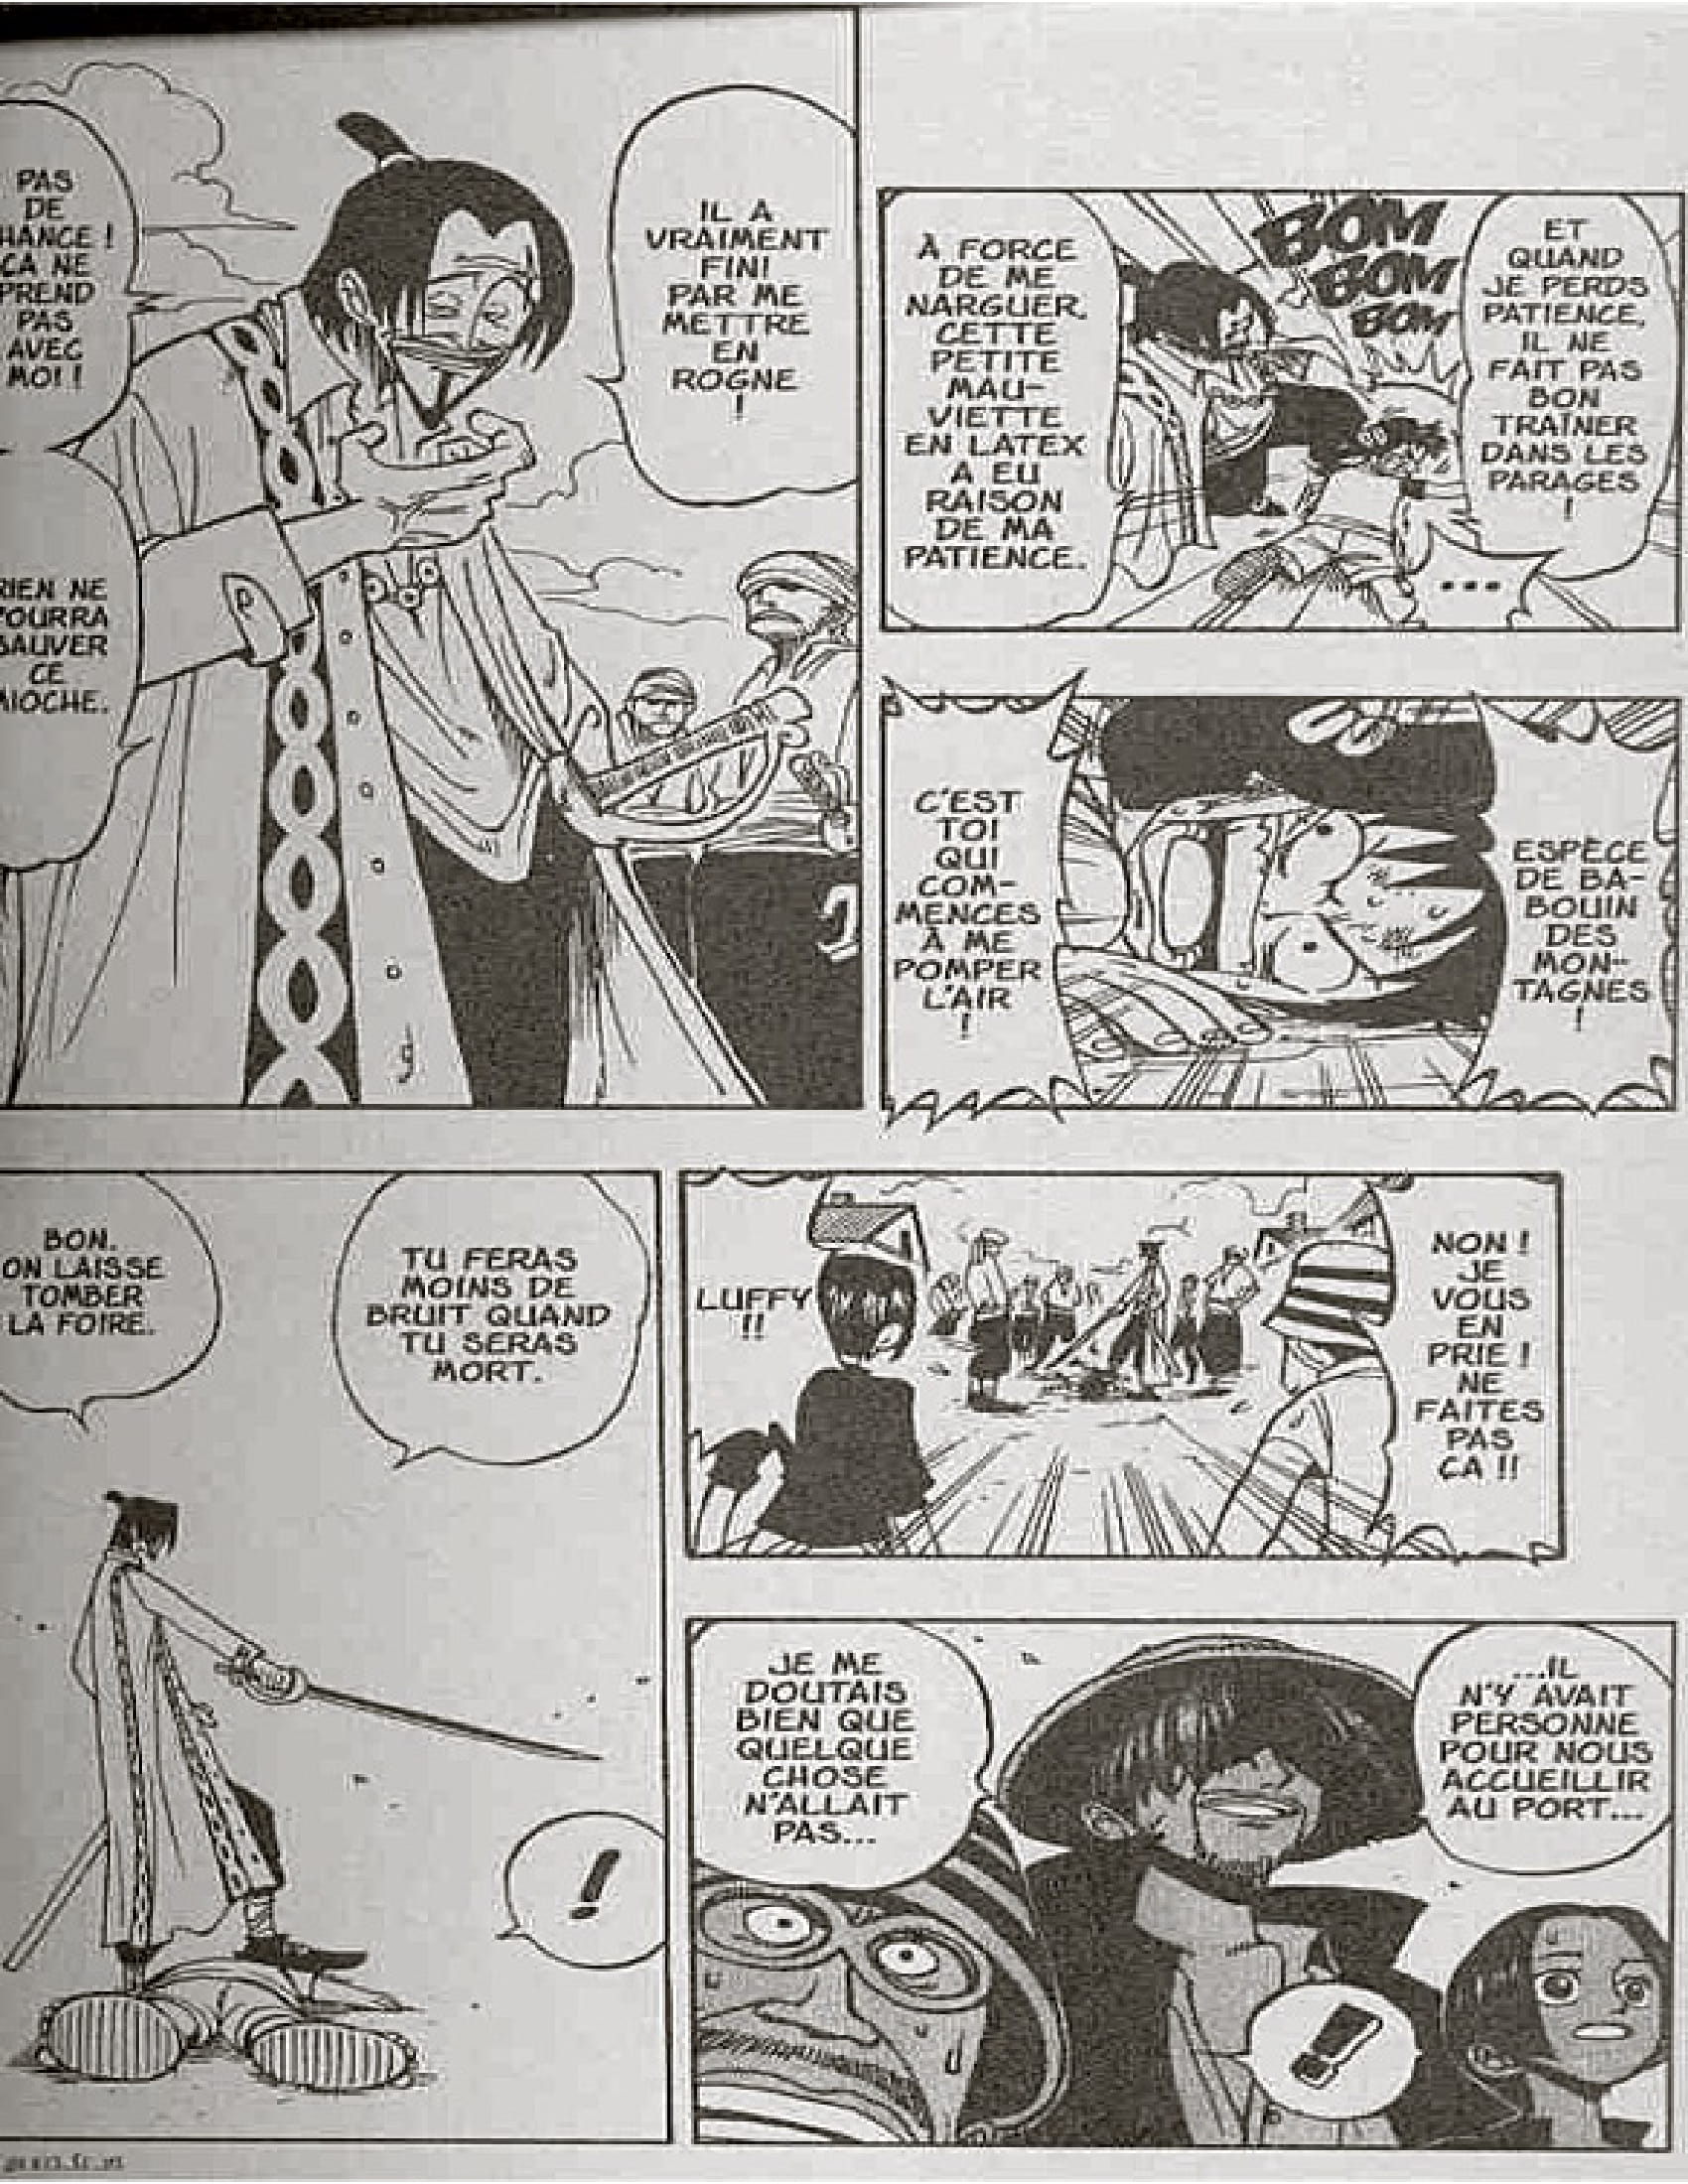 ET
QUAND
JE PERDS
PATIENCE,
IL NE
FAIT PAS
BON
TRAÎNER
DANS LES
PARAGES
!
BOM
BOM
BOM
À FORCE
DE ME
NARGUER,
CETTE
PETITE
MAU-
VIETTE
EN LATEX
A EU
RAISON
DE MA
PATIENCE.
...
ESPÈCE
DE BA-
BOUIN
DES
MON-
TAGNES
!
C'EST
TOI
QUI
COM-
MENCES
À ME
POMPER
L'AIR
!
IL A
VRAIMENT
FINI
PAR ME
METTRE
EN
ROGNE
!
PAS
DE
HANCE !
ÇA NE
PREND
PAS
AVEC
MOI !
RIEN NE
POURRA
SAUVER
CE
MIOCHE.
NON !
JE
VOUS
EN
PRIE !
NE
FAITES
PAS
ÇA !!
LUFFY
!!
...IL
N'Y AVAIT
PERSONNE
POUR NOUS
ACCUEILLIR
AU PORT...
JE ME
DOUTAIS
BIEN QUE
QUELQUE
CHOSE
N'ALLAIT
PAS...
!
TU FERAS
MOINS DE
BRUIT QUAND
TU SERAS
MORT.
BON.
ON LAISSE
TOMBER
LA FOIRE.
!